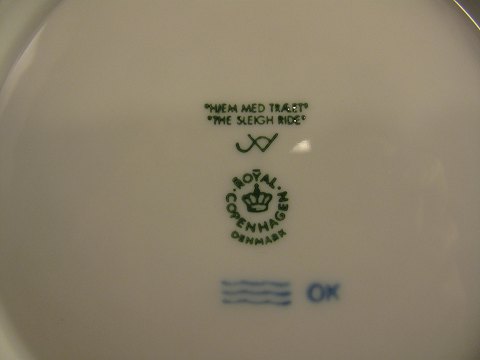 "HJEM MED TRÆET"
"THE SLEIGH RIDE"
ROYAL
COPENHAGEN
DENMARK
OK